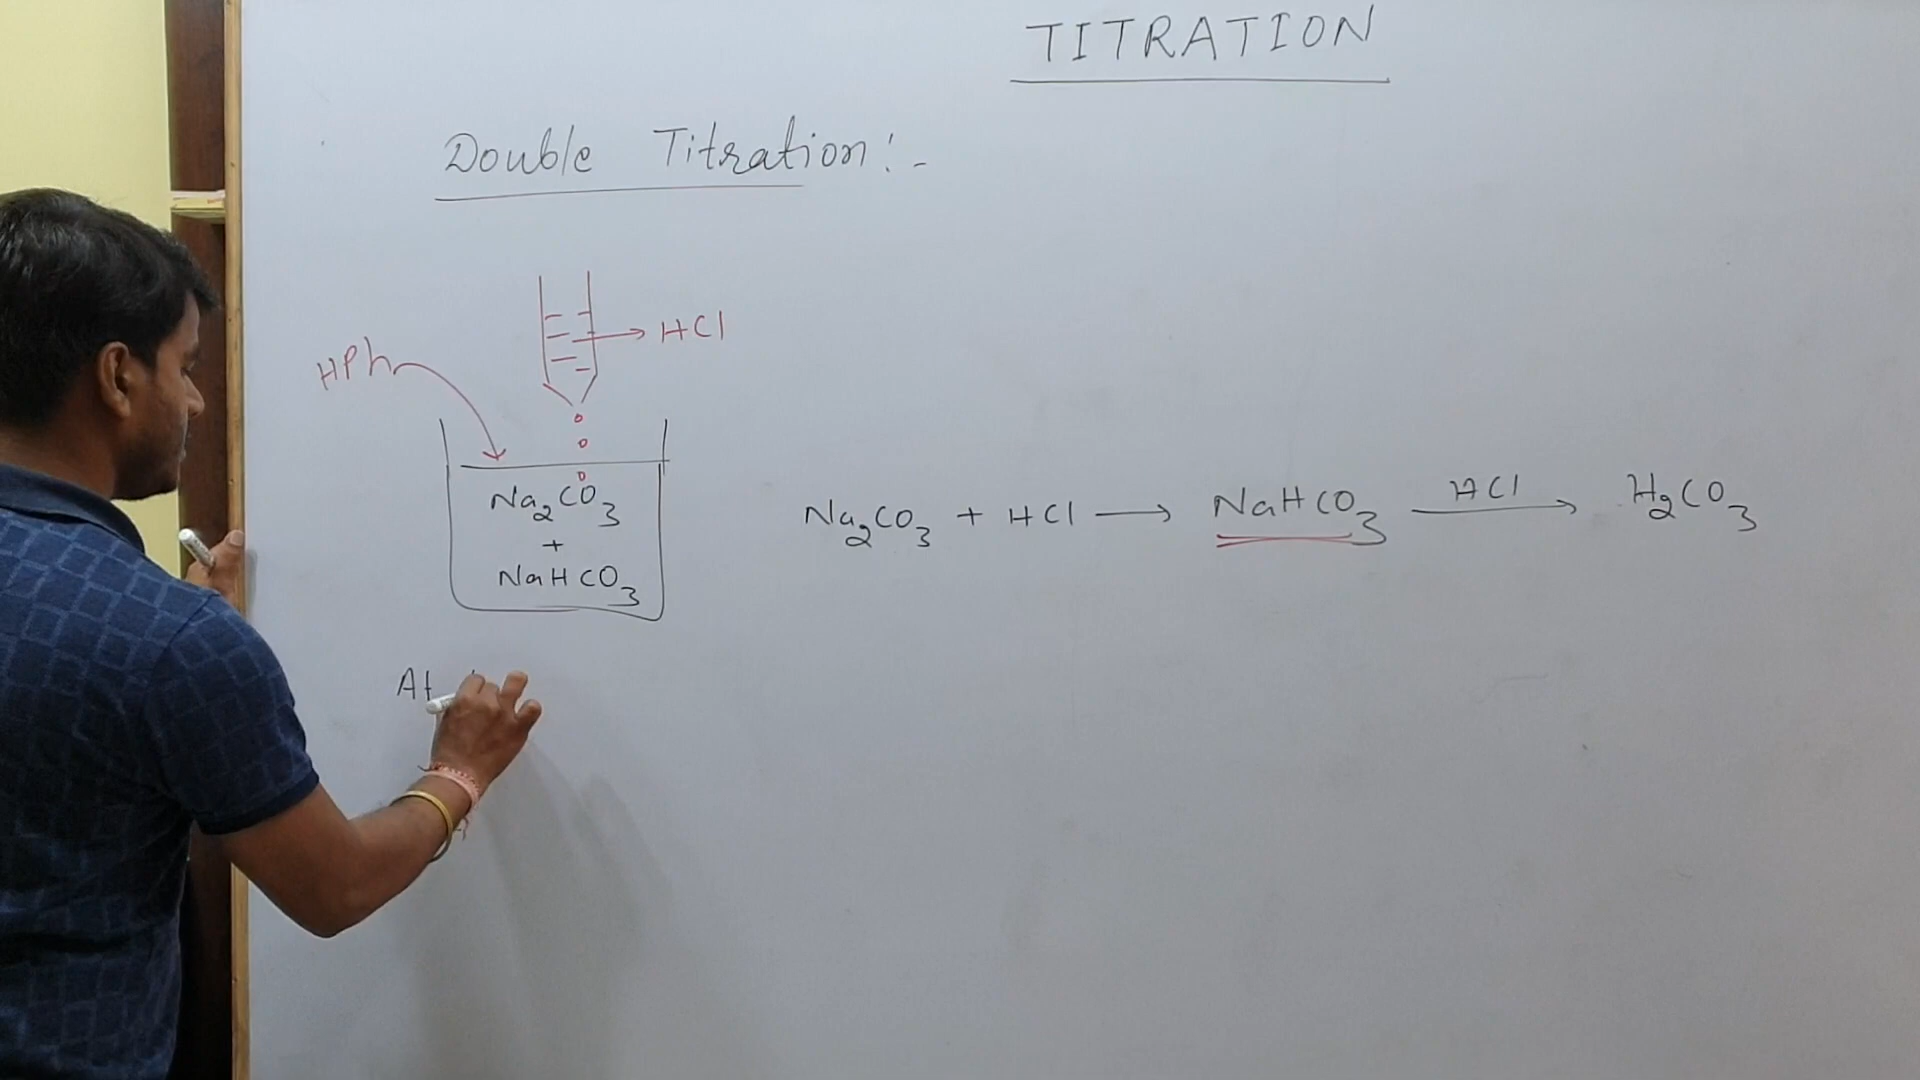 TITRATION
Double Titration:-
HCl
HPh
Na2CO3
+
NaHCO3
Na2CO3 + HCl ⟶ NaHCO3 HCl⟶ H2CO3
At